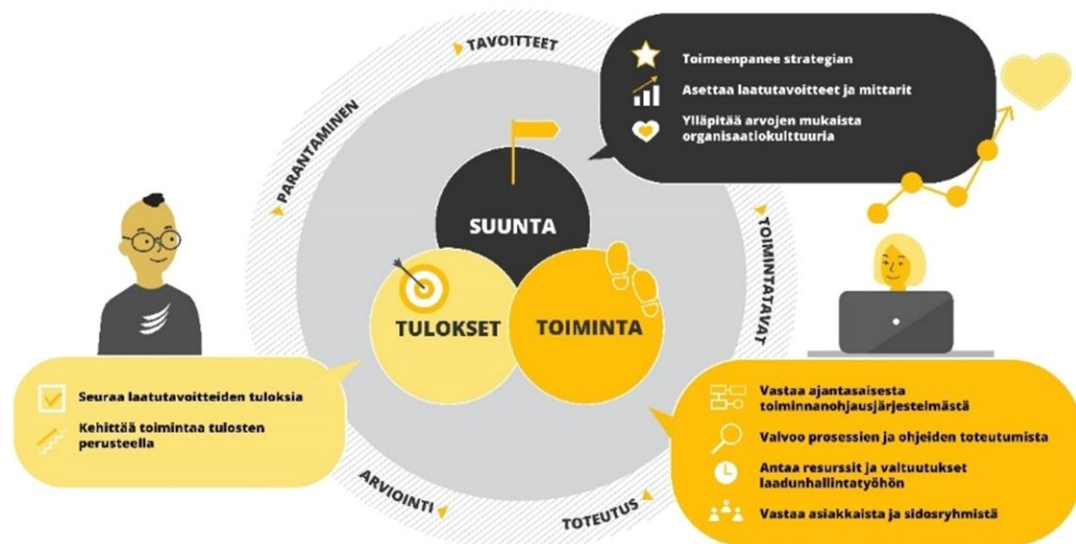 TAVOITTEET
Toimeenpanee strategian
Asettaa laatutavoitteet ja mittarit
Ylläpitää arvojen mukaista
organisaatiokulttuuria
PARANTAMINEN
SUUNTA
TOIMINTATAVAT
TULOKSET
TOIMINTA
Seuraa laatutavoitteiden tuloksia
Kehittää toimintaa tulosten
perusteella
Vastaa ajantasaisesta
toiminnanohjausjärjestelmästä
Valvoo prosessien ja ohjeiden toteutumista
Antaa resurssit ja valtuutukset
laadunhallintatyöhön
Vastaa asiakkaista ja sidosryhmistä
ARVIOINTI
TOTEUTUS